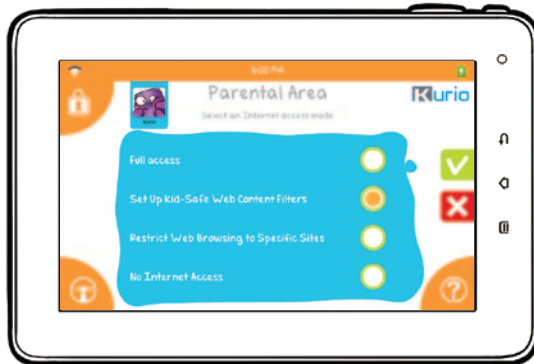 Parental Area
Kurio
Select an Internet access mode
Full access
Set Up Kid-Safe Web Content Filters
Restrict Web Browsing to Specific Sites
No Internet Access